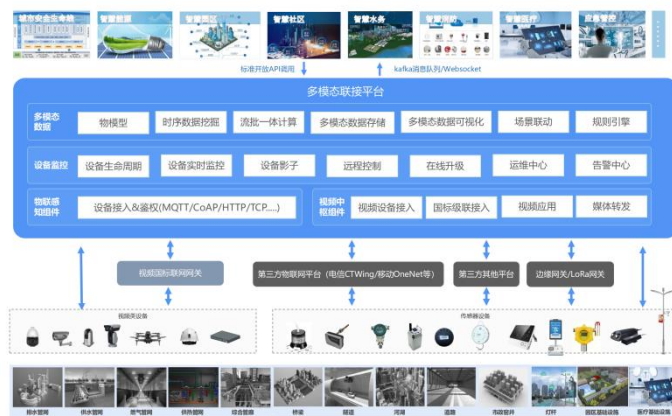 城市安全生命线
智慧能源
智慧园区
智慧社区
智慧水务
智慧消防
智慧医疗
应急管控
标准开放API调用
kafka消息队列/Websocket
多模态联接平台
多模态数据
物模型
时序数据挖掘
流批一体计算
多模态数据存储
多模态数据可视化
场景联动
规则引擎
设备监控
设备生命周期
设备实时监控
设备影子
远程控制
在线升级
运维中心
告警中心
物联感知组件
设备接入&鉴权(MQTT/CoAP/HTTP/TCP....)
视频中枢组件
视频设备接入
国标级联接入
视频应用
媒体转发
视频国标联网网关
第三方物联网平台（电信CTWing/移动OneNet等）
第三方其他平台
边缘网关/LoRa网关
视频类设备
传感器设备
排水管网
供水管网
燃气管网
供热管网
综合管廊
桥梁
隧道
河湖
道路
市政窨井
灯杆
园区基础设施
医疗基础设施